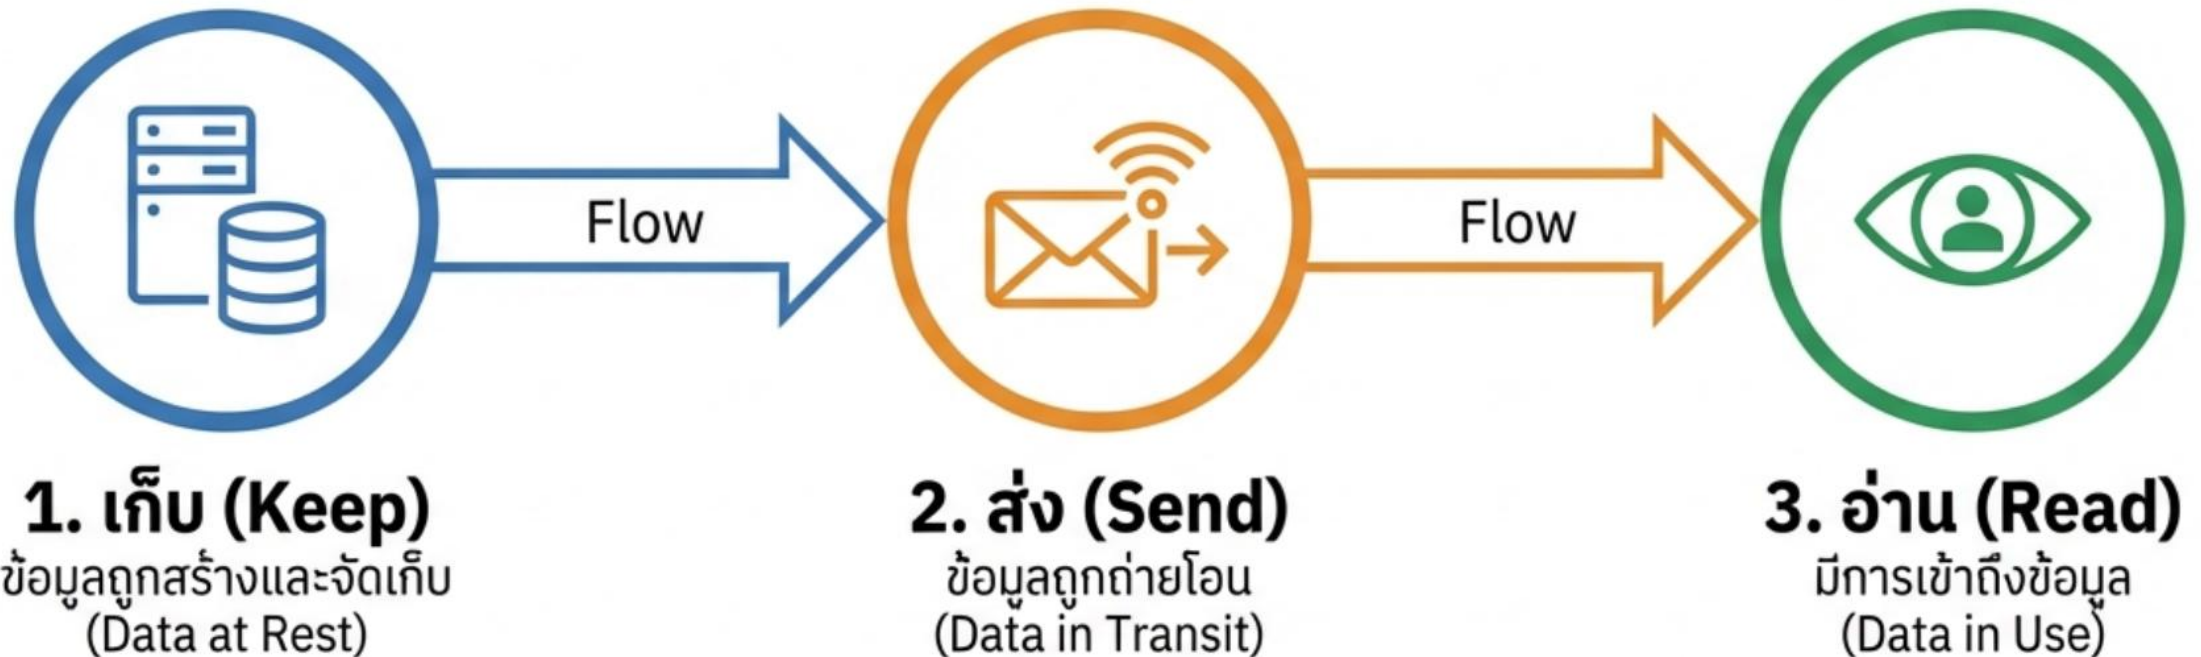 Flow
Flow
1. เก็บ (Keep)
ข้อมูลถูกสร้างและจัดเก็บ
(Data at Rest)
2. ส่ง (Send)
ข้อมูลถูกถ่ายโอน
(Data in Transit)
3. อ่าน (Read)
มีการเข้าถึงข้อมูล
(Data in Use)